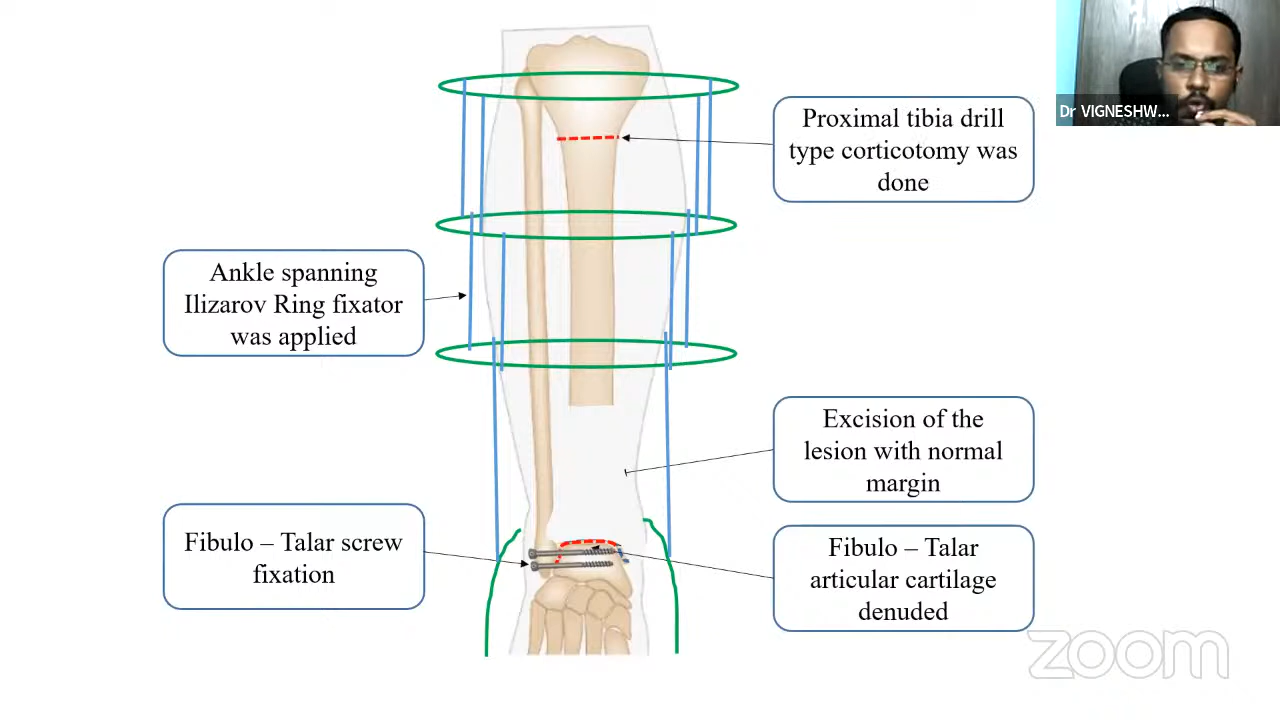 Dr VIGNESHW...
Proximal tibia drill
type corticotomy was
done
Ankle spanning
Ilizarov Ring fixator
was applied
Excision of the
lesion with normal
margin
Fibulo – Talar screw
fixation
Fibulo – Talar
articular cartilage
denuded
zoom